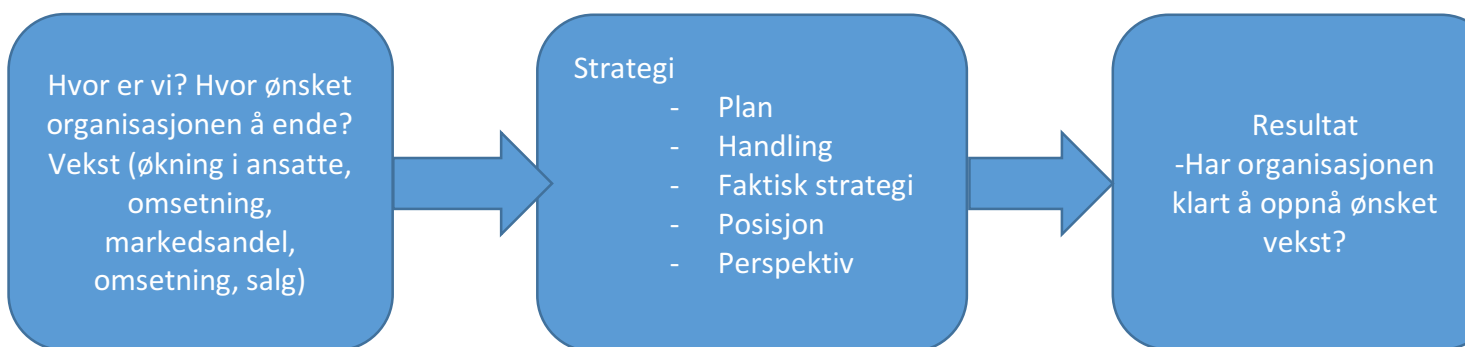 Hvor er vi? Hvor ønsket
organisasjonen å ende?
Vekst (økning i ansatte,
omsetning,
markedsandel,
omsetning, salg)
Strategi
- Plan
- Handling
- Faktisk strategi
- Posisjon
- Perspektiv
Resultat
-Har organisasjonen
klart å oppnå ønsket
vekst?